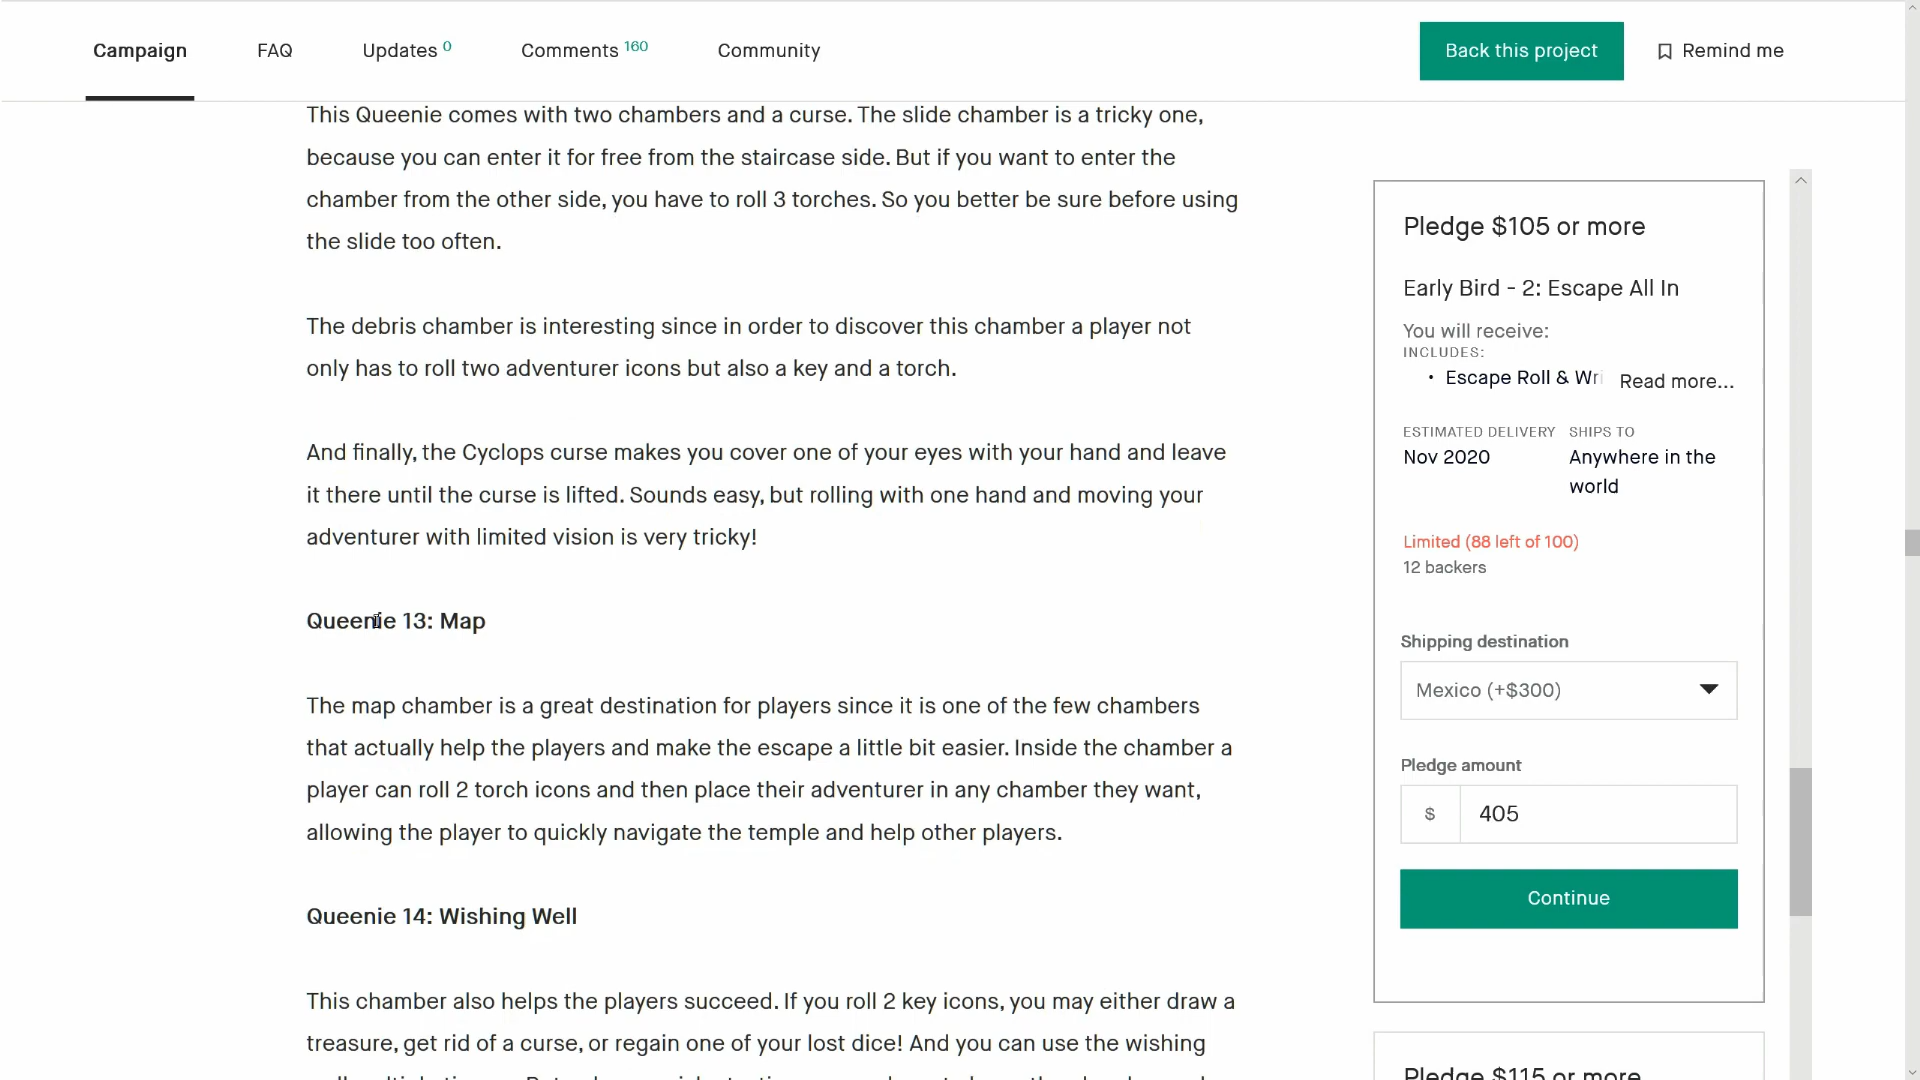 Campaign
FAQ
Updates 0
Comments 160
Community
Back this project
Remind me
This Queenie comes with two chambers and a curse. The slide chamber is a tricky one,
because you can enter it for free from the staircase side. But if you want to enter the
chamber from the other side, you have to roll 3 torches. So you better be sure before using
the slide too often.
The debris chamber is interesting since in order to discover this chamber a player not
only has to roll two adventurer icons but also a key and a torch.
And finally, the Cyclops curse makes you cover one of your eyes with your hand and leave
it there until the curse is lifted. Sounds easy, but rolling with one hand and moving your
adventurer with limited vision is very tricky!
Queenie 13: Map
The map chamber is a great destination for players since it is one of the few chambers
that actually help the players and make the escape a little bit easier. Inside the chamber a
player can roll 2 torch icons and then place their adventurer in any chamber they want,
allowing the player to quickly navigate the temple and help other players.
Queenie 14: Wishing Well
This chamber also helps the players succeed. If you roll 2 key icons, you may either draw a
treasure, get rid of a curse, or regain one of your lost dice! And you can use the wishing
Pledge $105 or more
Early Bird - 2: Escape All In
You will receive:
INCLUDES:
• Escape Roll & Wri Read more...
ESTIMATED DELIVERY
Nov 2020
SHIPS TO
Anywhere in the
world
Limited (88 left of 100)
12 backers
Shipping destination
Mexico (+$300)
Pledge amount
$ 405
Continue
Pledge $115 or more